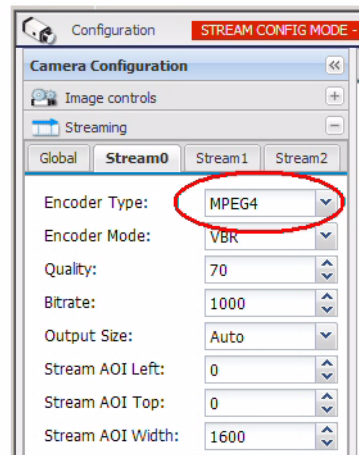 Configuration STREAM CONFIG MODE -
Camera Configuration
Image controls
Streaming
Global Stream0 Stream1 Stream2
Encoder Type: MPEG4
Encoder Mode: VBR
Quality: 70
Bitrate: 1000
Output Size: Auto
Stream AOI Left: 0
Stream AOI Top: 0
Stream AOI Width: 1600